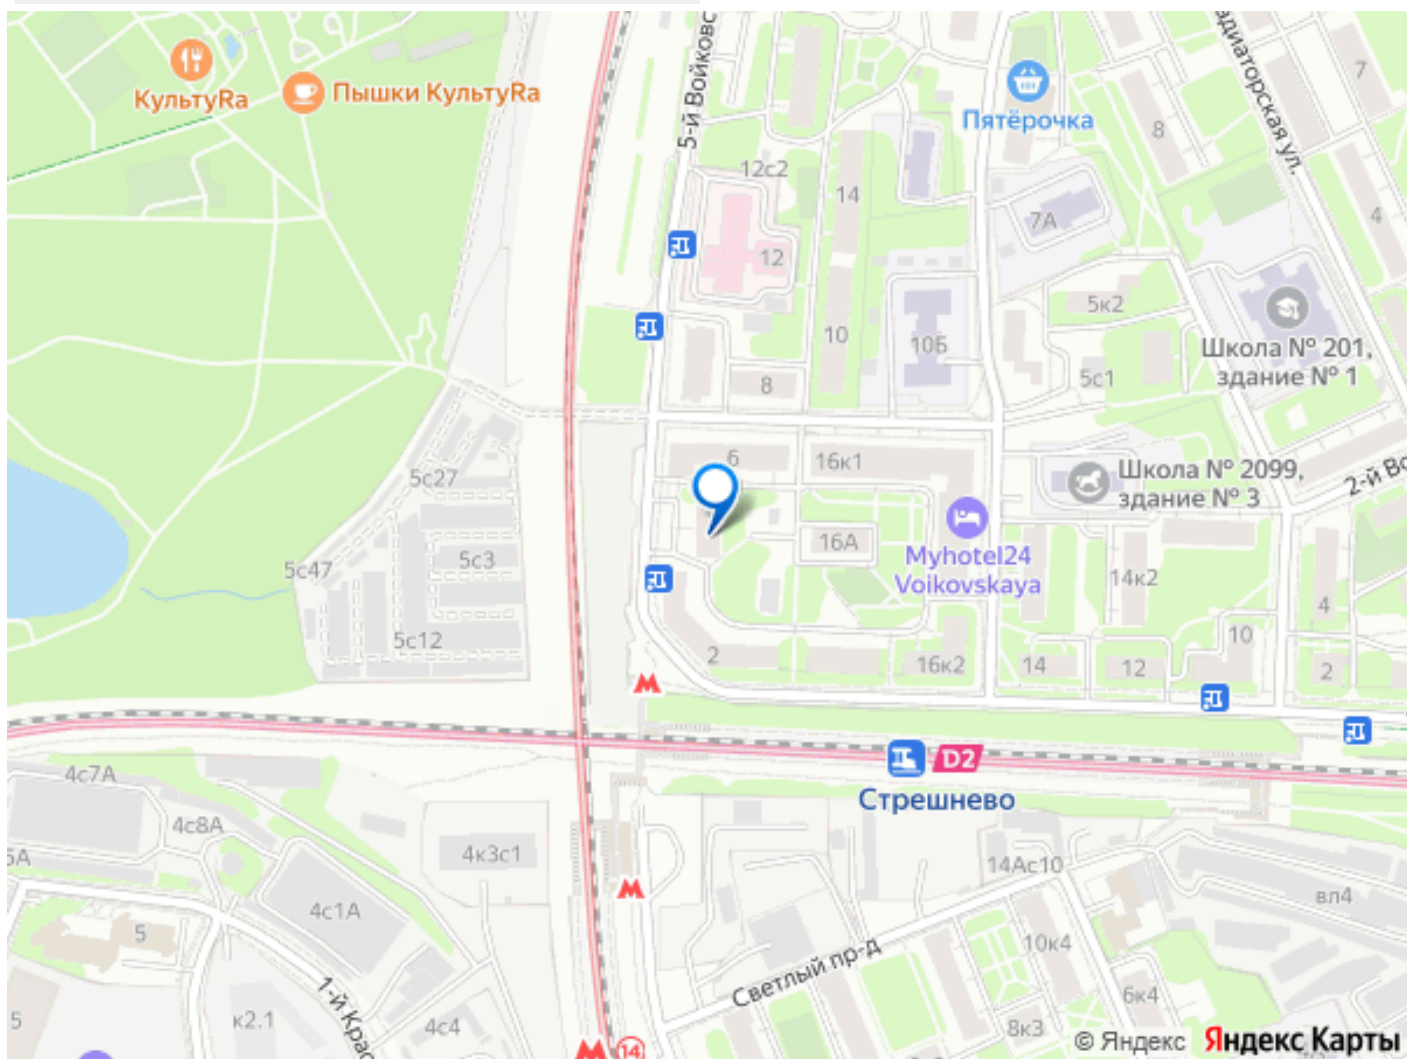 КультуRa
Пышки КультуRa
5-й Войковс
Пятёрочка
адиаторская ул.
7
8
12с2
14
7А
4
12
5к2
10
10Б
Школа № 201,
здание № 1
8
5с1
6
16к1
Школа № 2099,
здание № 3
2-й Во
5с27
16А
Myhotel24
Voikovskaya
5с47
5с3
14к2
4
5с12
10
2
16к2
14
12
2
D2
Стрешнево
4с7А
4с8А
5А
4к3с1
14Ас10
4с1А
вл4
5
10к4
Светлый пр-д
1-й Крас
6к4
5
к2.1
4с4
8к3
14
© Яндекс Яндекс Карты